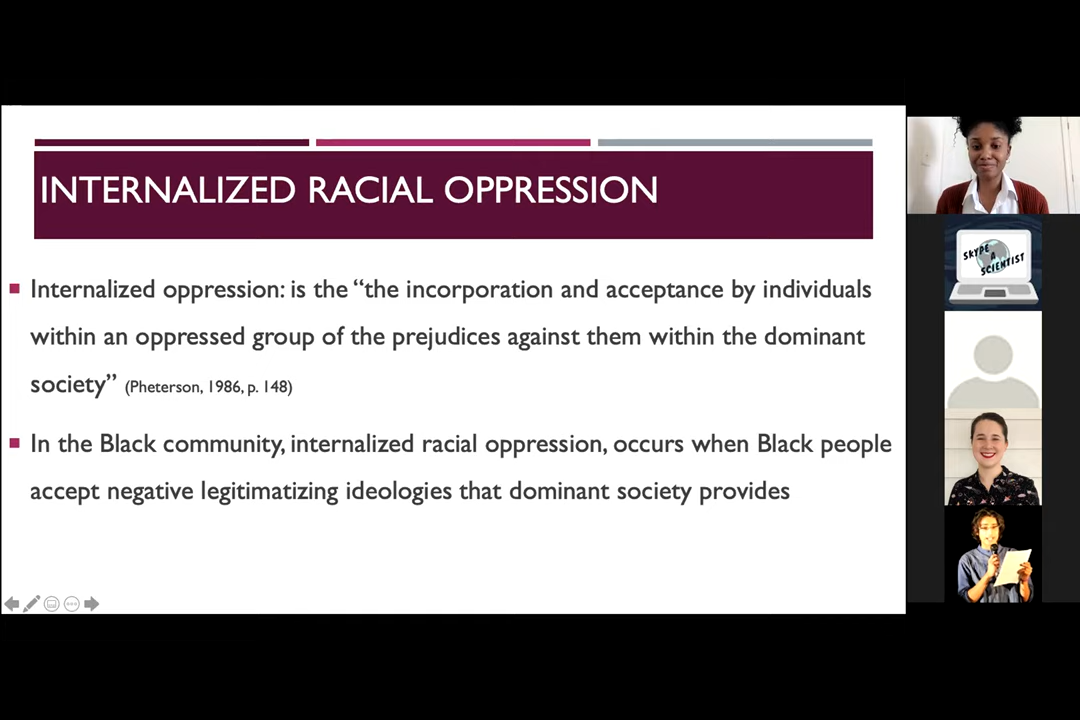 INTERNALIZED RACIAL OPPRESSION
Internalized oppression: is the “the incorporation and acceptance by individuals
within an oppressed group of the prejudices against them within the dominant
society” (Pheterson, 1986, p. 148)
In the Black community, internalized racial oppression, occurs when Black people
accept negative legitimatizing ideologies that dominant society provides
SKYPE
A
SCIENTIST